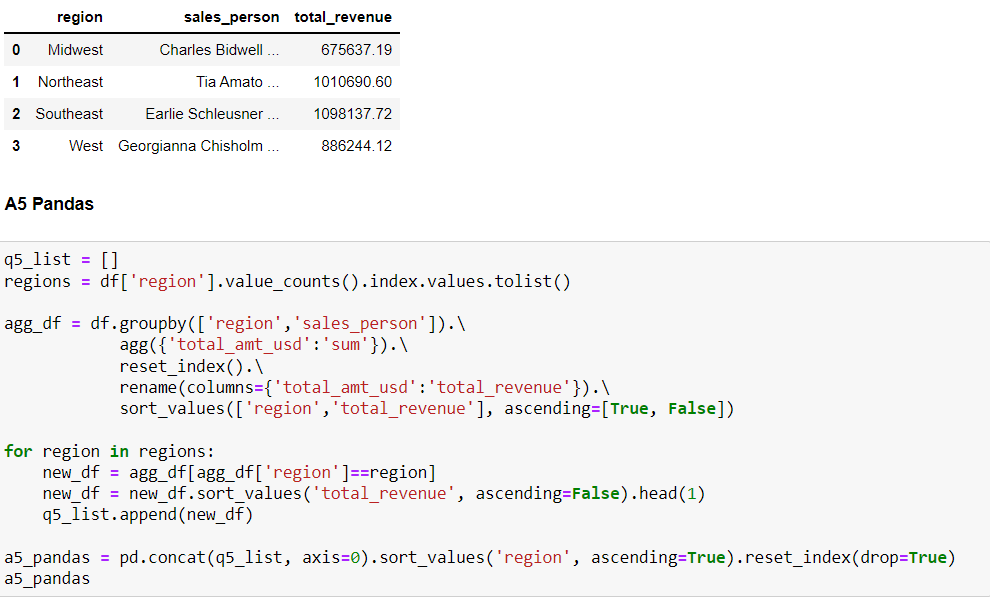 region sales_person total_revenue
0 Midwest Charles Bidwell ... 675637.19
1 Northeast Tia Amato ... 1010690.60
2 Southeast Earlie Schleusner ... 1098137.72
3 West Georgianna Chisholm ... 886244.12
A5 Pandas
q5_list = []
regions = df['region'].value_counts().index.values.tolist()
agg_df = df.groupby(['region','sales_person']).\
            agg({'total_amt_usd':'sum'}).\
            reset_index().\
            rename(columns={'total_amt_usd':'total_revenue'}).\
            sort_values(['region','total_revenue'], ascending=[True, False])
for region in regions:
    new_df = agg_df[agg_df['region']==region]
    new_df = new_df.sort_values('total_revenue', ascending=False).head(1)
    q5_list.append(new_df)
a5_pandas = pd.concat(q5_list, axis=0).sort_values('region', ascending=True).reset_index(drop=True)
a5_pandas